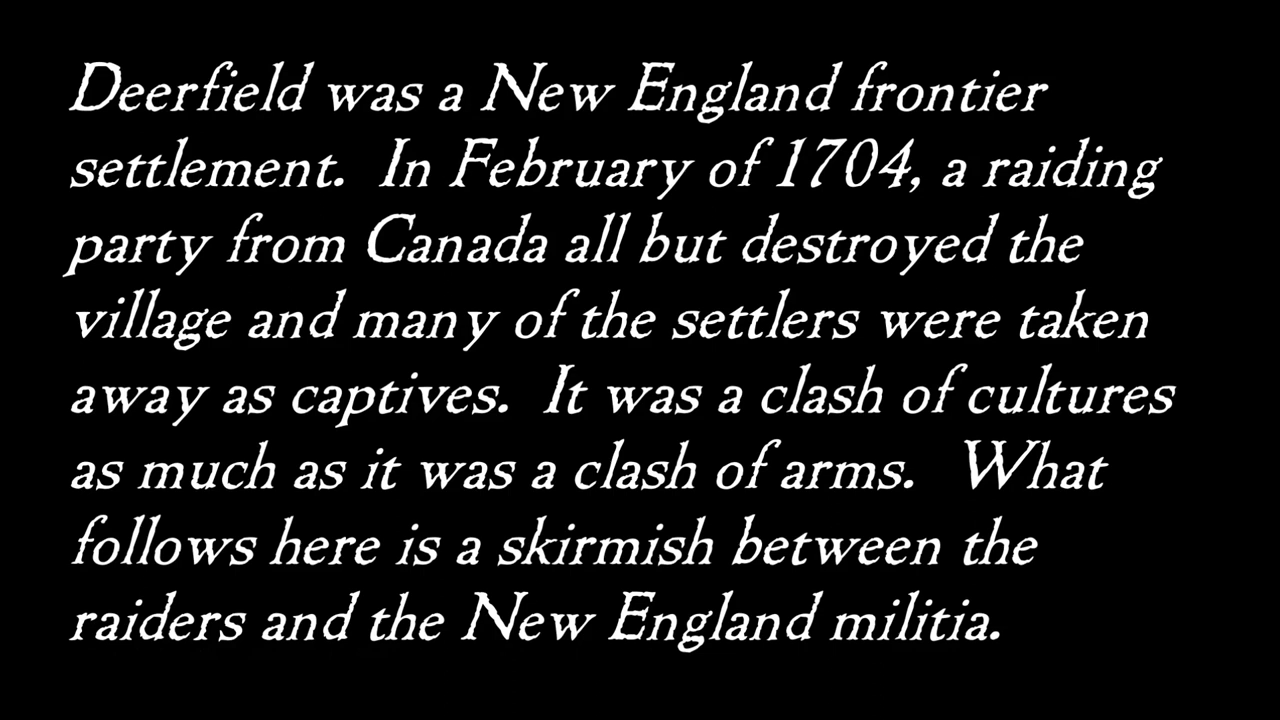 Deerfield was a New England frontier
settlement.  In February of 1704, a raiding
party from Canada all but destroyed the
village and many of the settlers were taken
away as captives.  It was a clash of cultures
as much as it was a clash of arms.   What
follows here is a skirmish between the
raiders and the New England militia.